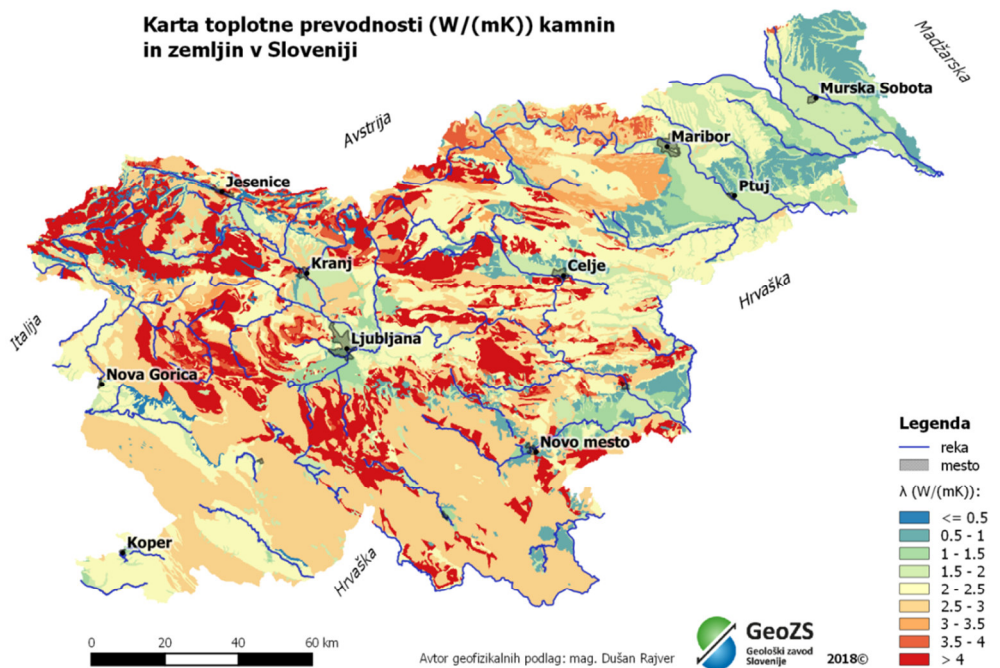 Karta toplotne prevodnosti (W/(mK)) kamnin
in zemljin v Sloveniji
Madžarska
Murska Sobota
Avstrija
Maribor
Ptuj
Jesenice
Kranj
Celje
Hrvaška
Italija
Ljubljana
Nova Gorica
Novo mesto
Koper
Hrvaška
Legenda
reka
mesto
λ (W/(mK)):
<= 0.5
0.5 - 1
1 - 1.5
1.5 - 2
2 - 2.5
2.5 - 3
3 - 3.5
3.5 - 4
> 4
0 20 40 60 km
Avtor geofizikalnih podlag: mag. Dušan Rajver
GeoZS
Geološki zavod
Slovenije
2018©